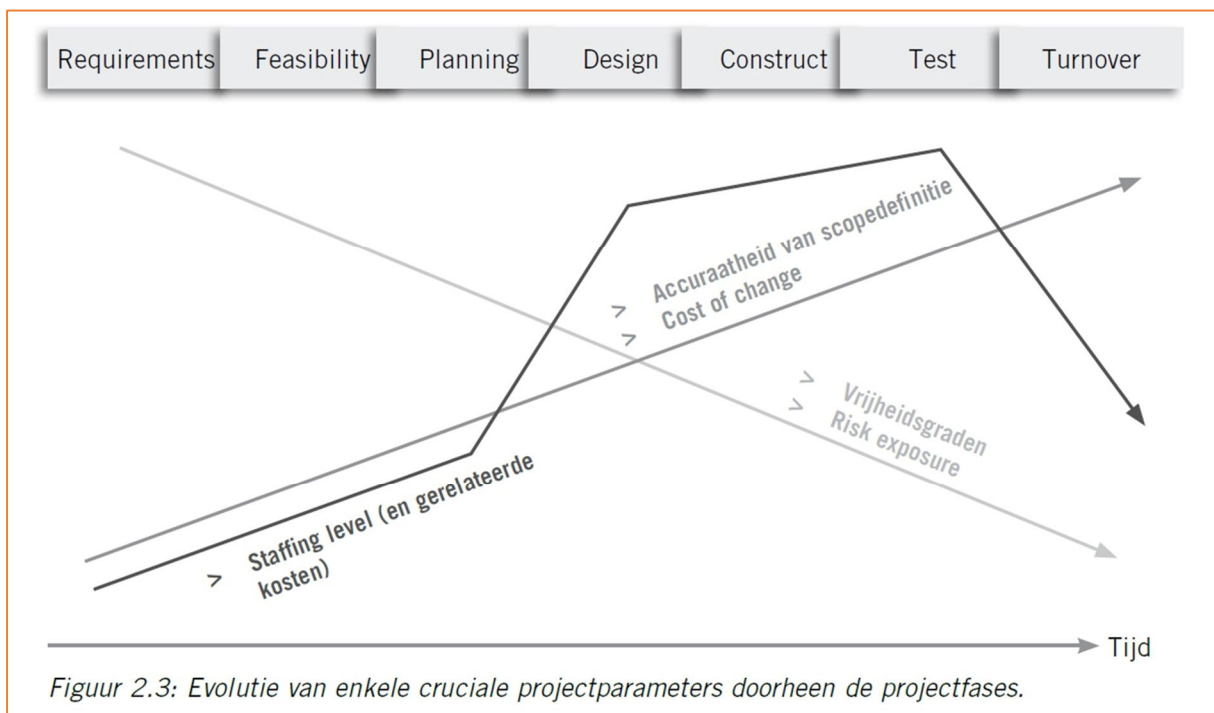 Requirements Feasibility Planning Design Construct Test Turnover
> Accuraatheid van scopedefinitie
> Cost of change
> Vrijheidsgraden
> Risk exposure
> Staffing level (en gerelateerde
kosten)
Tijd
Figuur 2.3: Evolutie van enkele cruciale projectparameters doorheen de projectfases.